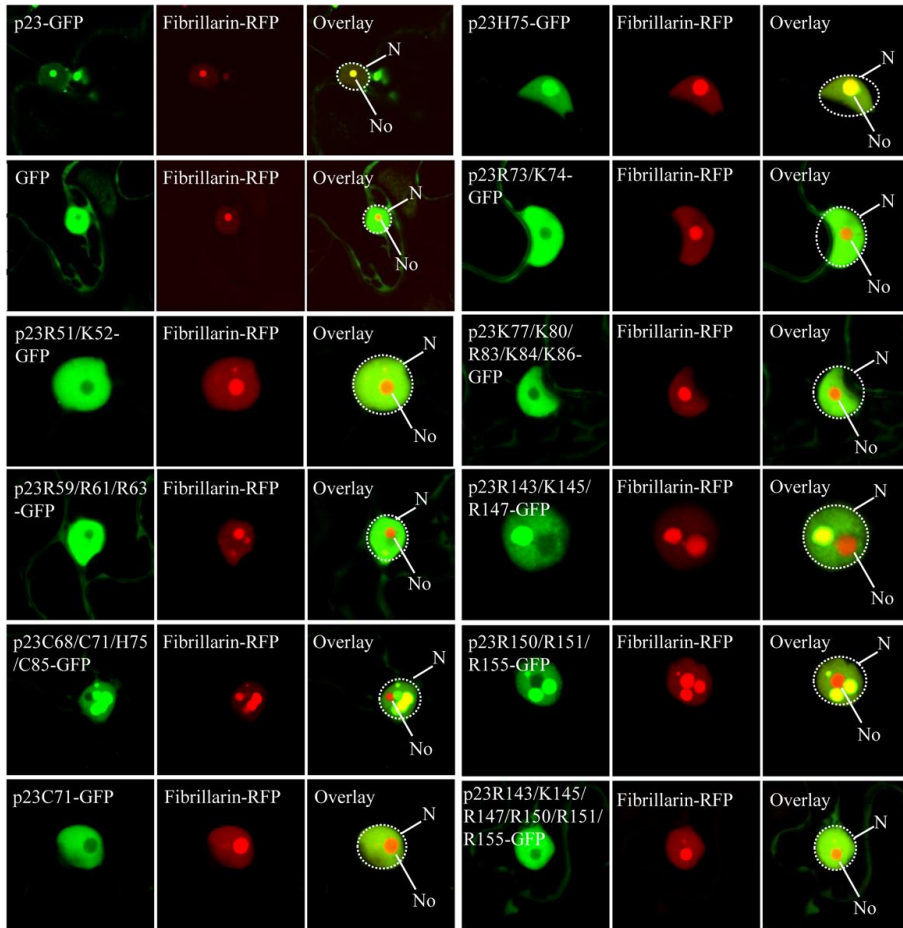 p23-GFP
Fibrillarin-RFP
Overlay
N
No
GFP
Fibrillarin-RFP
Overlay
N
No
p23R51/K52-
GFP
Fibrillarin-RFP
Overlay
N
No
p23R59/R61/R63
-GFP
Fibrillarin-RFP
Overlay
N
No
p23C68/C71/H75
/C85-GFP
Fibrillarin-RFP
Overlay
N
No
p23C71-GFP
Fibrillarin-RFP
Overlay
N
No
p23H75-GFP
Fibrillarin-RFP
Overlay
N
No
p23R73/K74-
GFP
Fibrillarin-RFP
Overlay
N
No
p23K77/K80/
R83/K84/K86-
GFP
Fibrillarin-RFP
Overlay
N
No
p23R143/K145/
R147-GFP
Fibrillarin-RFP
Overlay
N
No
p23R150/R151/
R155-GFP
Fibrillarin-RFP
Overlay
N
No
p23R143/K145/
R147/R150/R151/
R155-GFP
Fibrillarin-RFP
Overlay
N
No